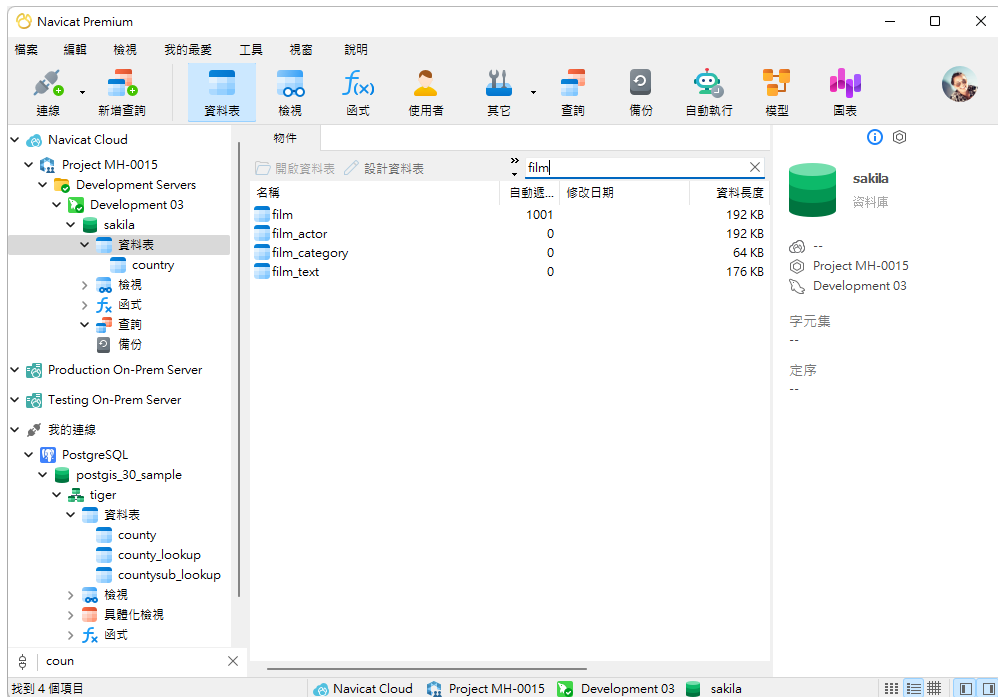 Navicat Premium
檔案 編輯 檢視 我的最愛 工具 視窗 說明
連線 新增查詢 資料表 檢視 函式 使用者 其它 查詢 備份 自動執行 模型 圖表
Navicat Cloud
Project MH-0015
Development Servers
Development 03
sakila
資料表
country
檢視
函式
查詢
備份
Production On-Prem Server
Testing On-Prem Server
我的連線
PostgreSQL
postgis_30_sample
tiger
資料表
county
county_lookup
countysub_lookup
檢視
具體化檢視
函式
coun
物件
開啟資料表 設計資料表 » film
名稱 自動遞... 修改日期 資料長度
film 1001 192 KB
film_actor 0 192 KB
film_category 0 64 KB
film_text 0 176 KB
sakila
資料庫
--
Project MH-0015
Development 03
字元集
--
定序
--
找到 4 個項目 Navicat Cloud Project MH-0015 Development 03 sakila